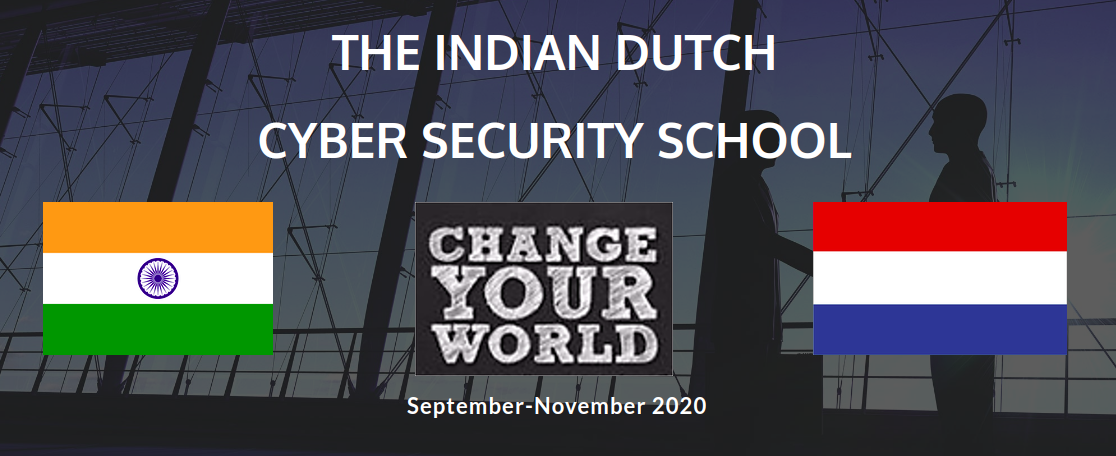 THE INDIAN DUTCH
CYBER SECURITY SCHOOL
CHANGE
YOUR
WORLD
September-November 2020